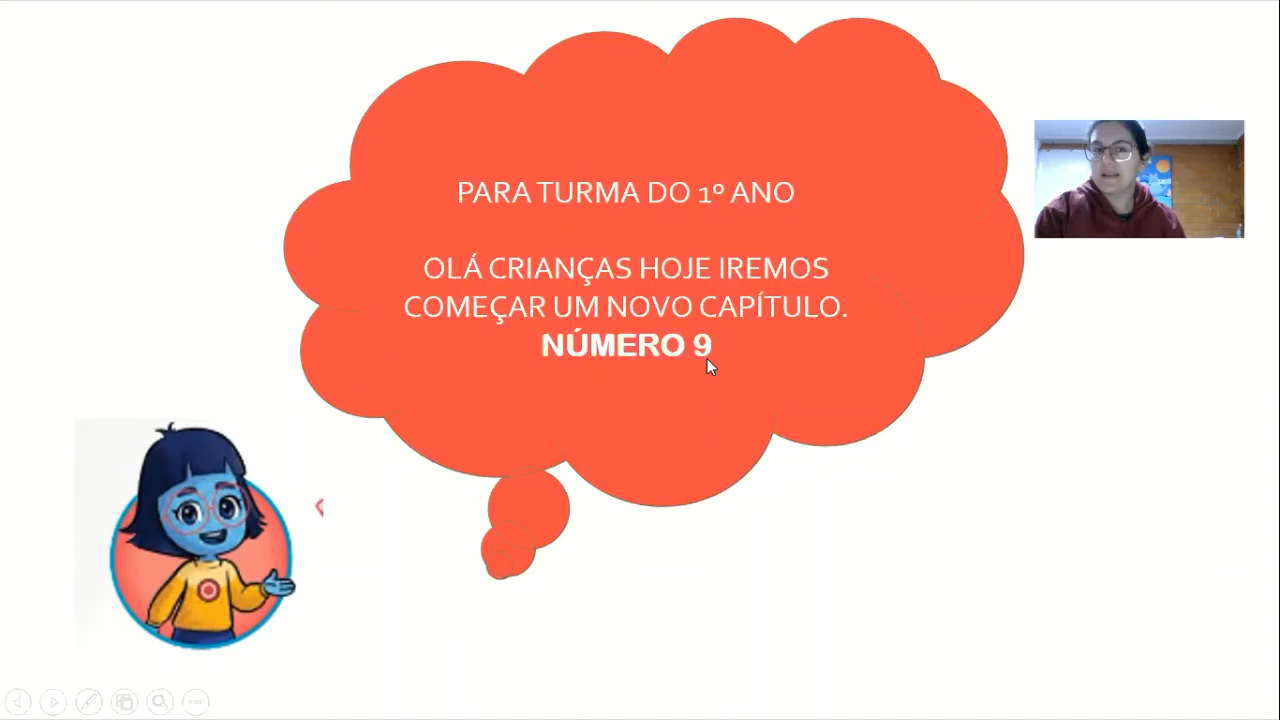 PARA TURMA DO 1º ANO
OLÁ CRIANÇAS HOJE IREMOS
COMEÇAR UM NOVO CAPÍTULO.
NÚMERO 9